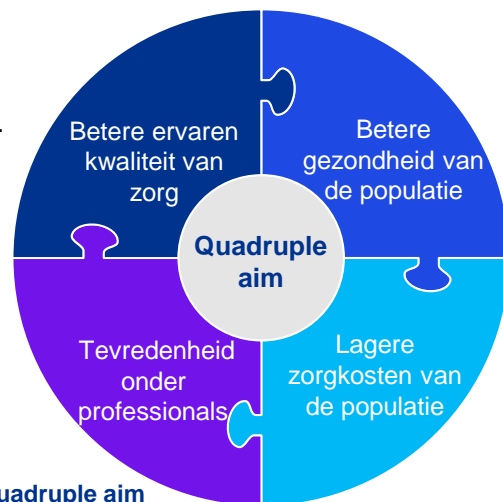 Betere ervaren
kwaliteit van
zorg
Betere
gezondheid van
de populatie
Quadruple
aim
Tevredenheid
onder
professionals
Lagere
zorgkosten van
de populatie
uadruple aim